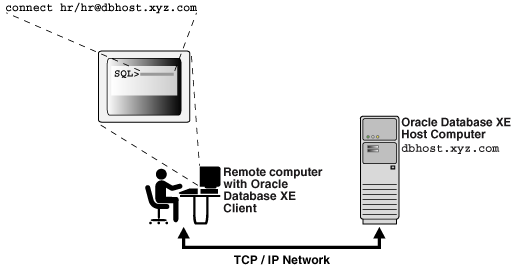 connect hr/hr@dbhost.xyz.com
SQL>
Oracle Database XE
Host Computer
dbhost.xyz.com
Remote computer
with Oracle
Database XE
Client
TCP / IP Network